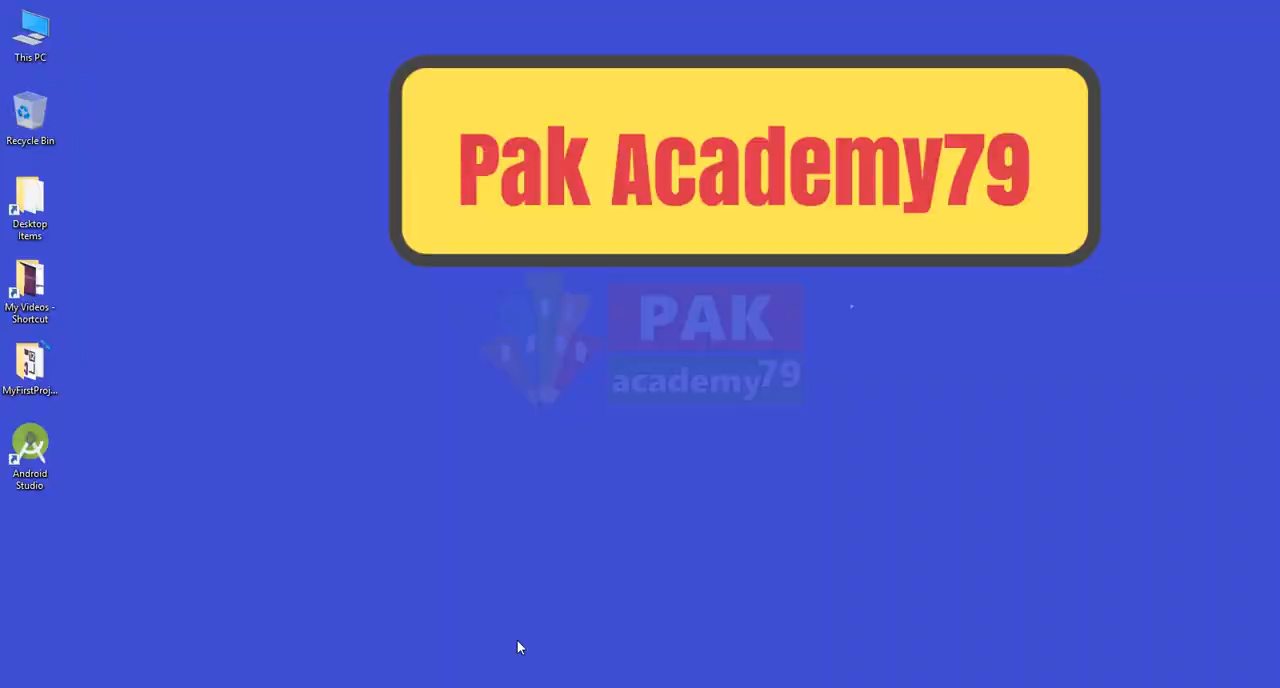 This PC
Recycle Bin
Desktop
Items
My Videos -
Shortcut
MyFirstProj...
Android
Studio
Pak Academy79
PAK
academy79